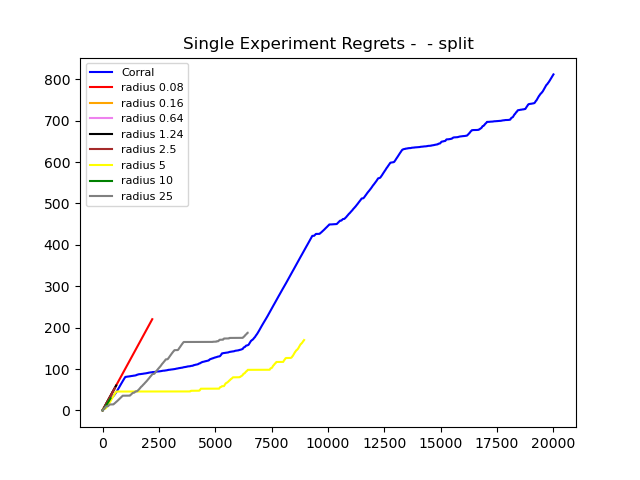 Single Experiment Regrets -  - split
Corral
radius 0.08
radius 0.16
radius 0.64
radius 1.24
radius 2.5
radius 5
radius 10
radius 25
800
700
600
500
400
300
200
100
0
0 2500 5000 7500 10000 12500 15000 17500 20000